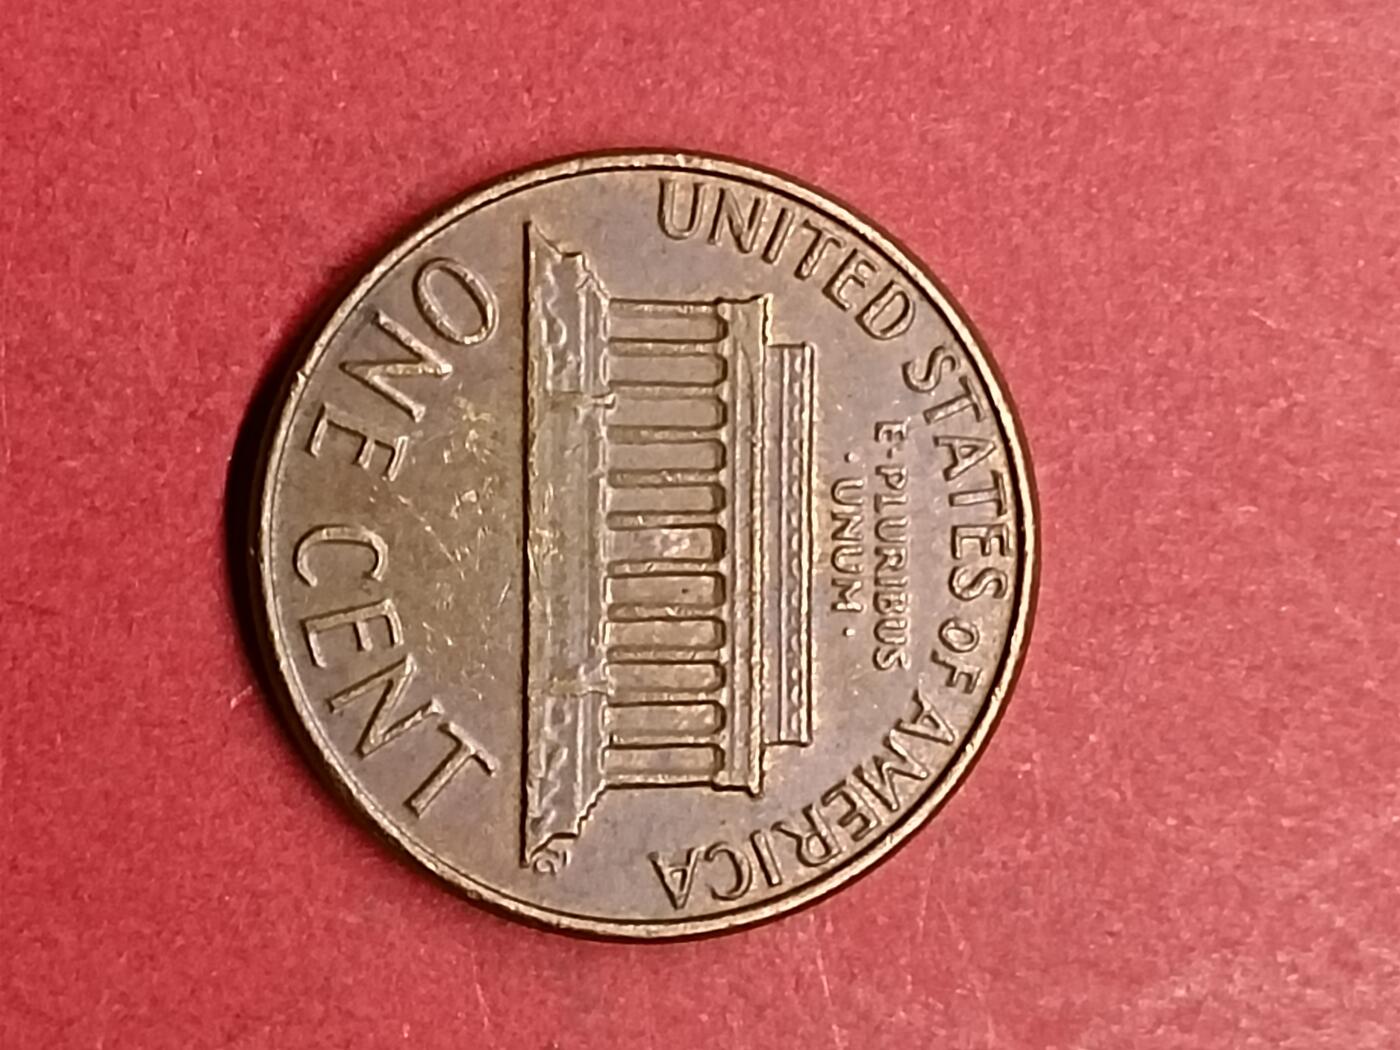 UNITED STATES OF AMERICA
E·PLURIBUS
·UNUM·
ONE CENT